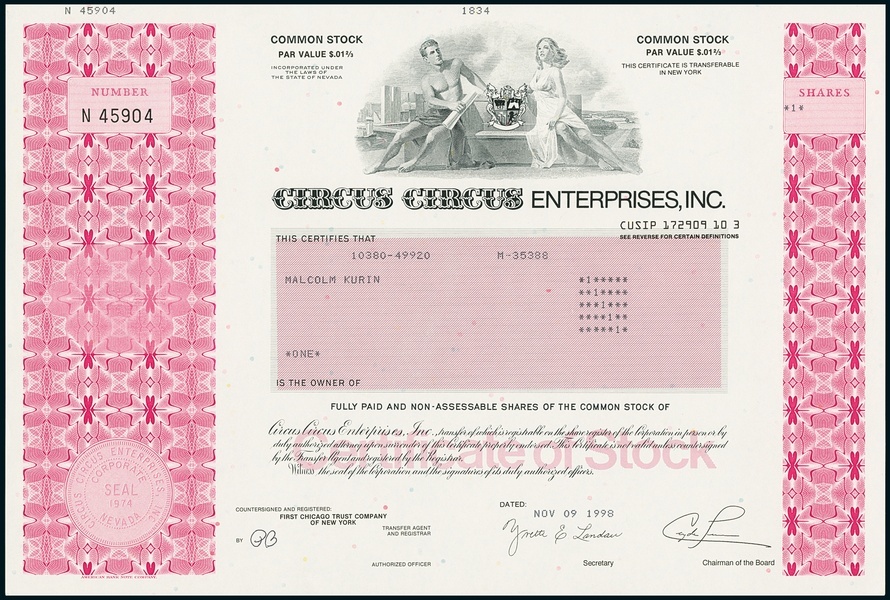 N 45904
1834
COMMON STOCK
PAR VALUE $.01⅔
INCORPORATED UNDER
THE LAWS OF
THE STATE OF NEVADA
COMMON STOCK
PAR VALUE $.01⅔
THIS CERTIFICATE IS TRANSFERABLE
IN NEW YORK
NUMBER
N 45904
SHARES
*1*
CIRCUS CIRCUS ENTERPRISES, INC.
CUSIP 172909 10 3
SEE REVERSE FOR CERTAIN DEFINITIONS
THIS CERTIFIES THAT
10380-49920 M-35388
MALCOLM KURIN
*1*****
**1****
***1***
****1**
*****1*
*ONE*
IS THE OWNER OF
FULLY PAID AND NON-ASSESSABLE SHARES OF THE COMMON STOCK OF
Circus Circus Enterprises, Inc., transfer of which is registrable on the share register of the Corporation in person or by
duly authorized attorney upon surrender of this Certificate properly endorsed. This Certificate is not valid unless countersigned
by the Transfer Agent and registered by the Registrar.
Witness the seal of the Corporation and the signatures of its duly authorized officers.
Certificate of Stock
CIRCUS CIRCUS ENTERPRISES, INC.
CORPORATE
SEAL
1974
NEVADA
COUNTERSIGNED AND REGISTERED:
FIRST CHICAGO TRUST COMPANY
OF NEW YORK
TRANSFER AGENT
AND REGISTRAR
BY
AUTHORIZED OFFICER
DATED:
NOV 09 1998
Yvette E Landau
Secretary
Chairman of the Board
AMERICAN BANK NOTE COMPANY.